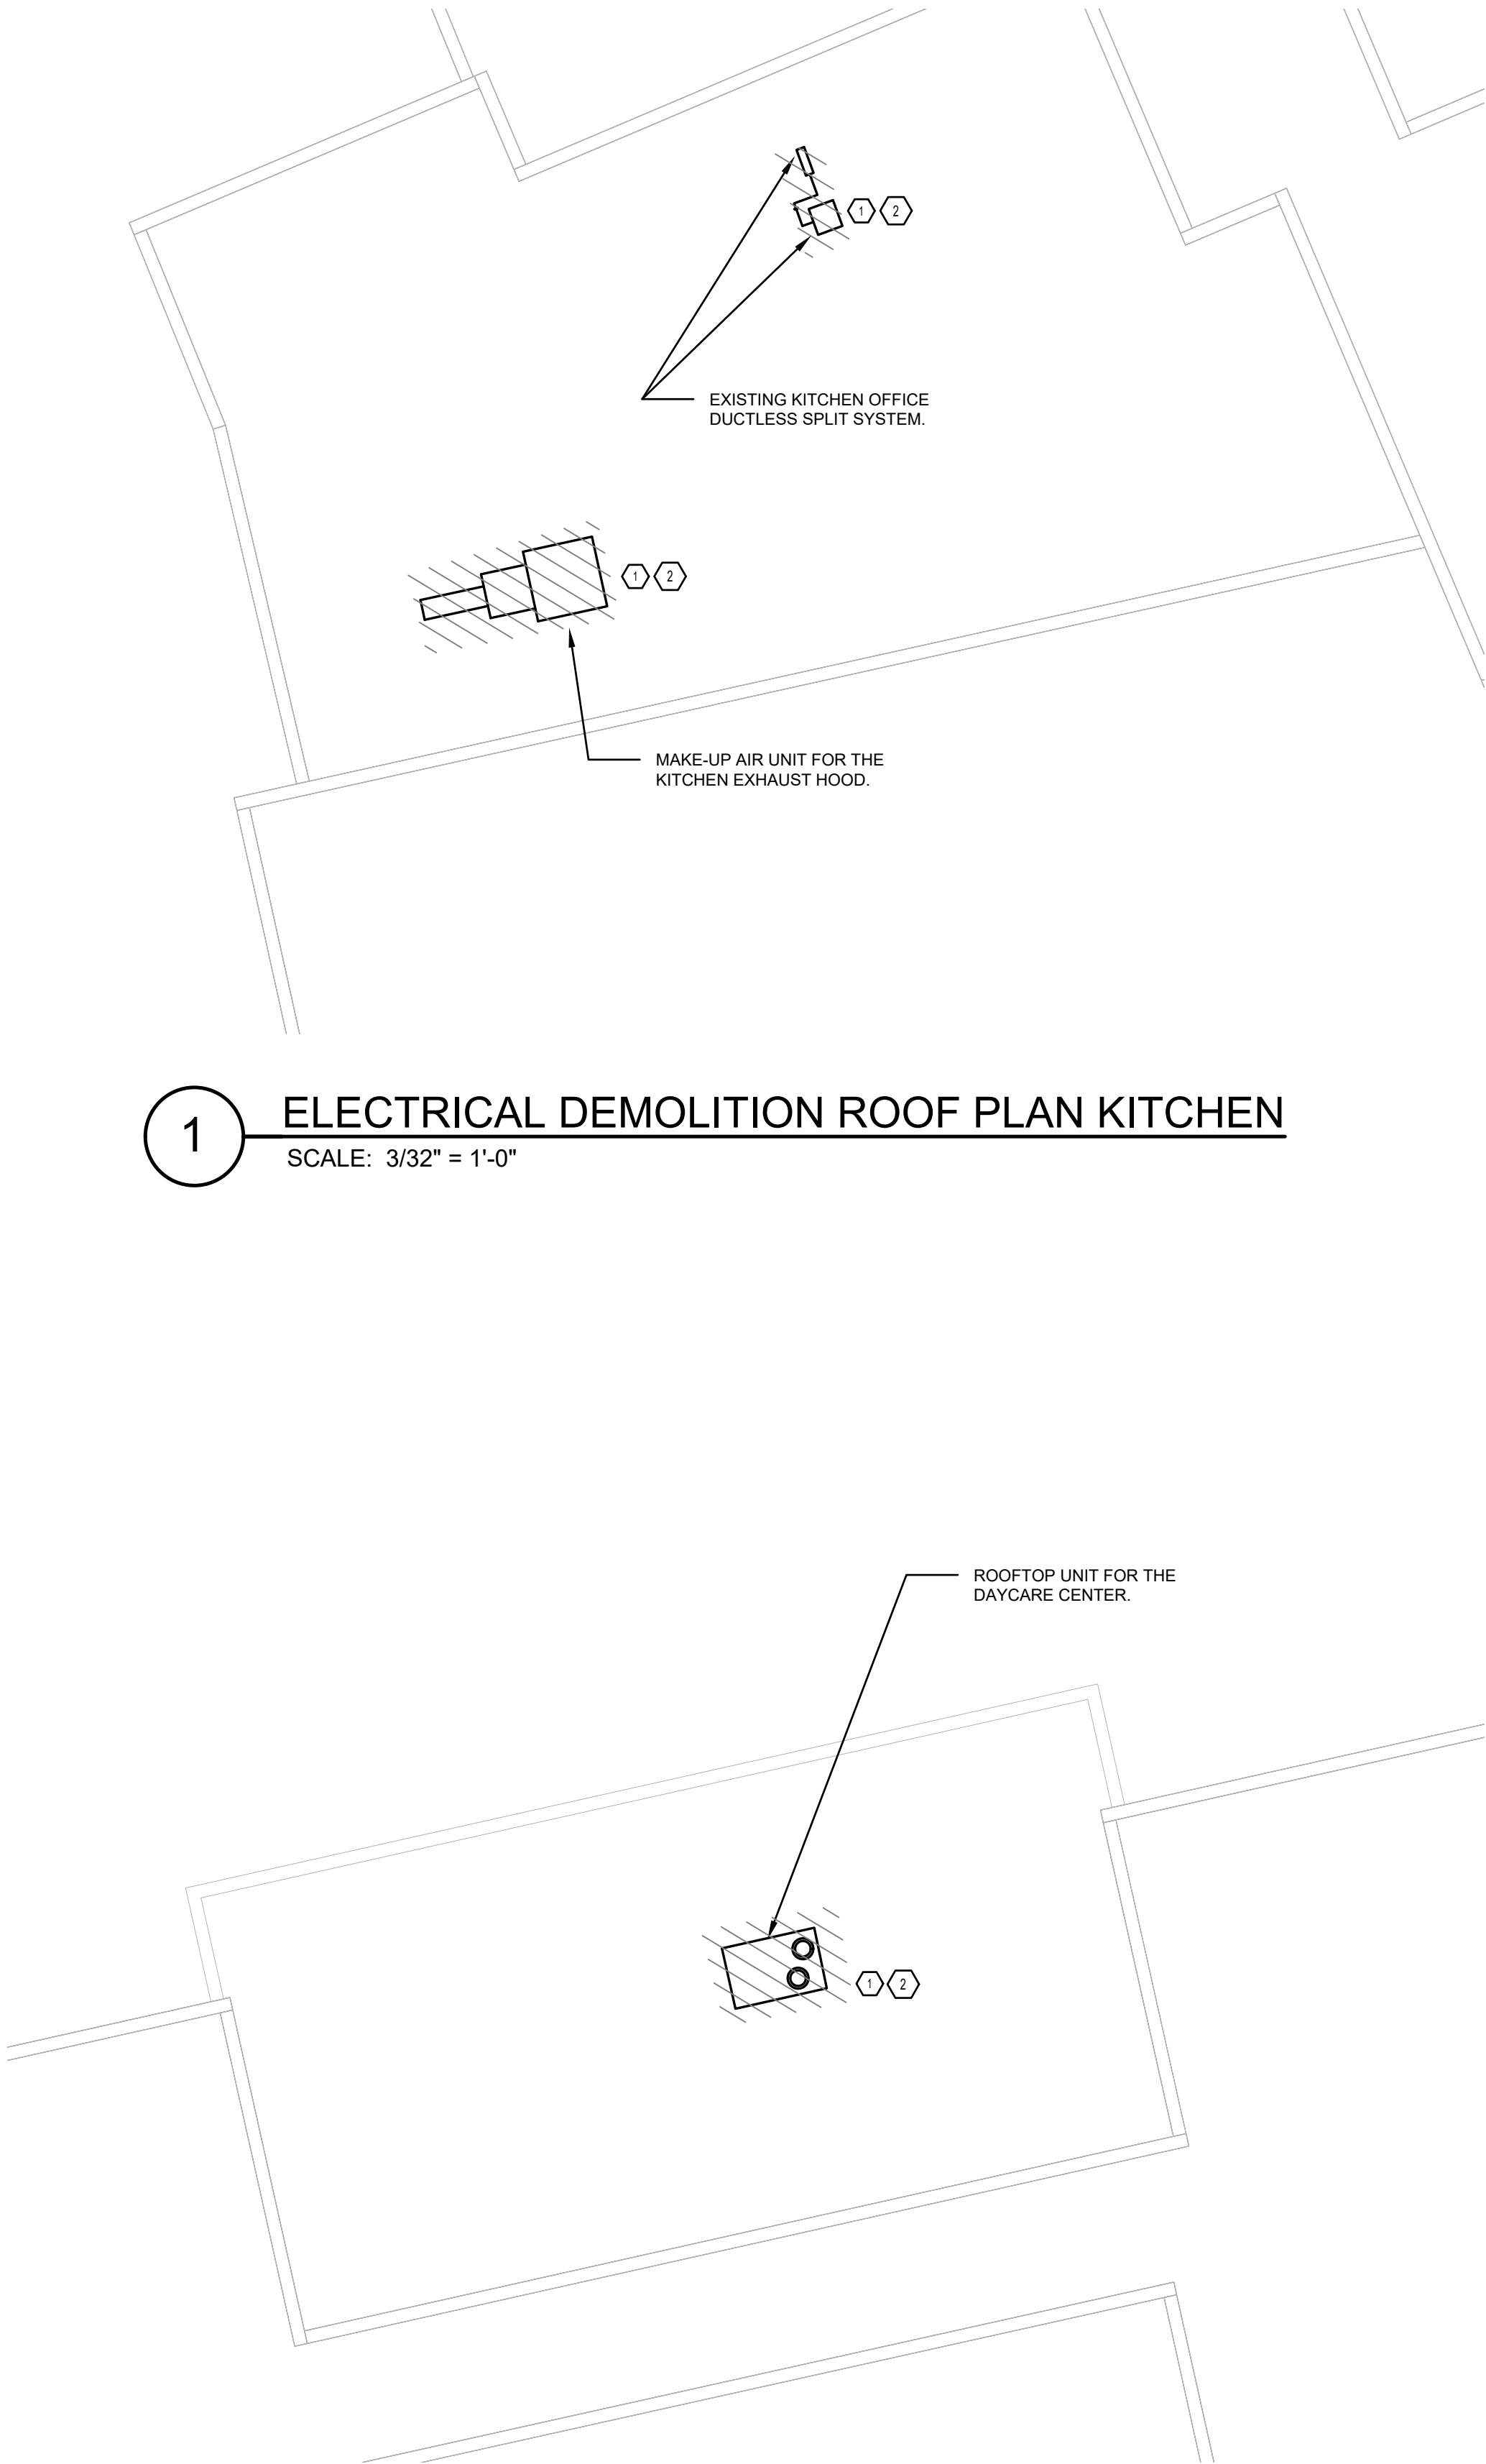 1 2
EXISTING KITCHEN OFFICE
DUCTLESS SPLIT SYSTEM.
1 2
MAKE-UP AIR UNIT FOR THE
KITCHEN EXHAUST HOOD.
1
ELECTRICAL DEMOLITION ROOF PLAN KITCHEN
SCALE: 3/32" = 1'-0"
ROOFTOP UNIT FOR THE
DAYCARE CENTER.
1 2